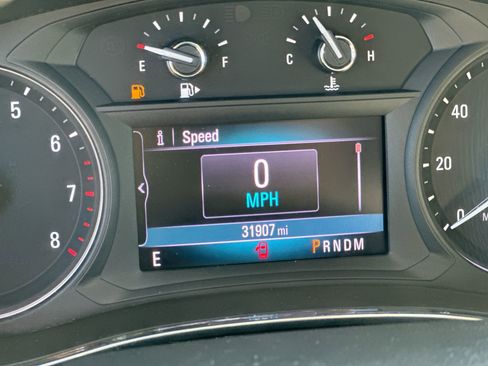 E F
C H
5
6
7
8
i Speed
0
MPH
31907 mi
E PRNDM
40
20
0